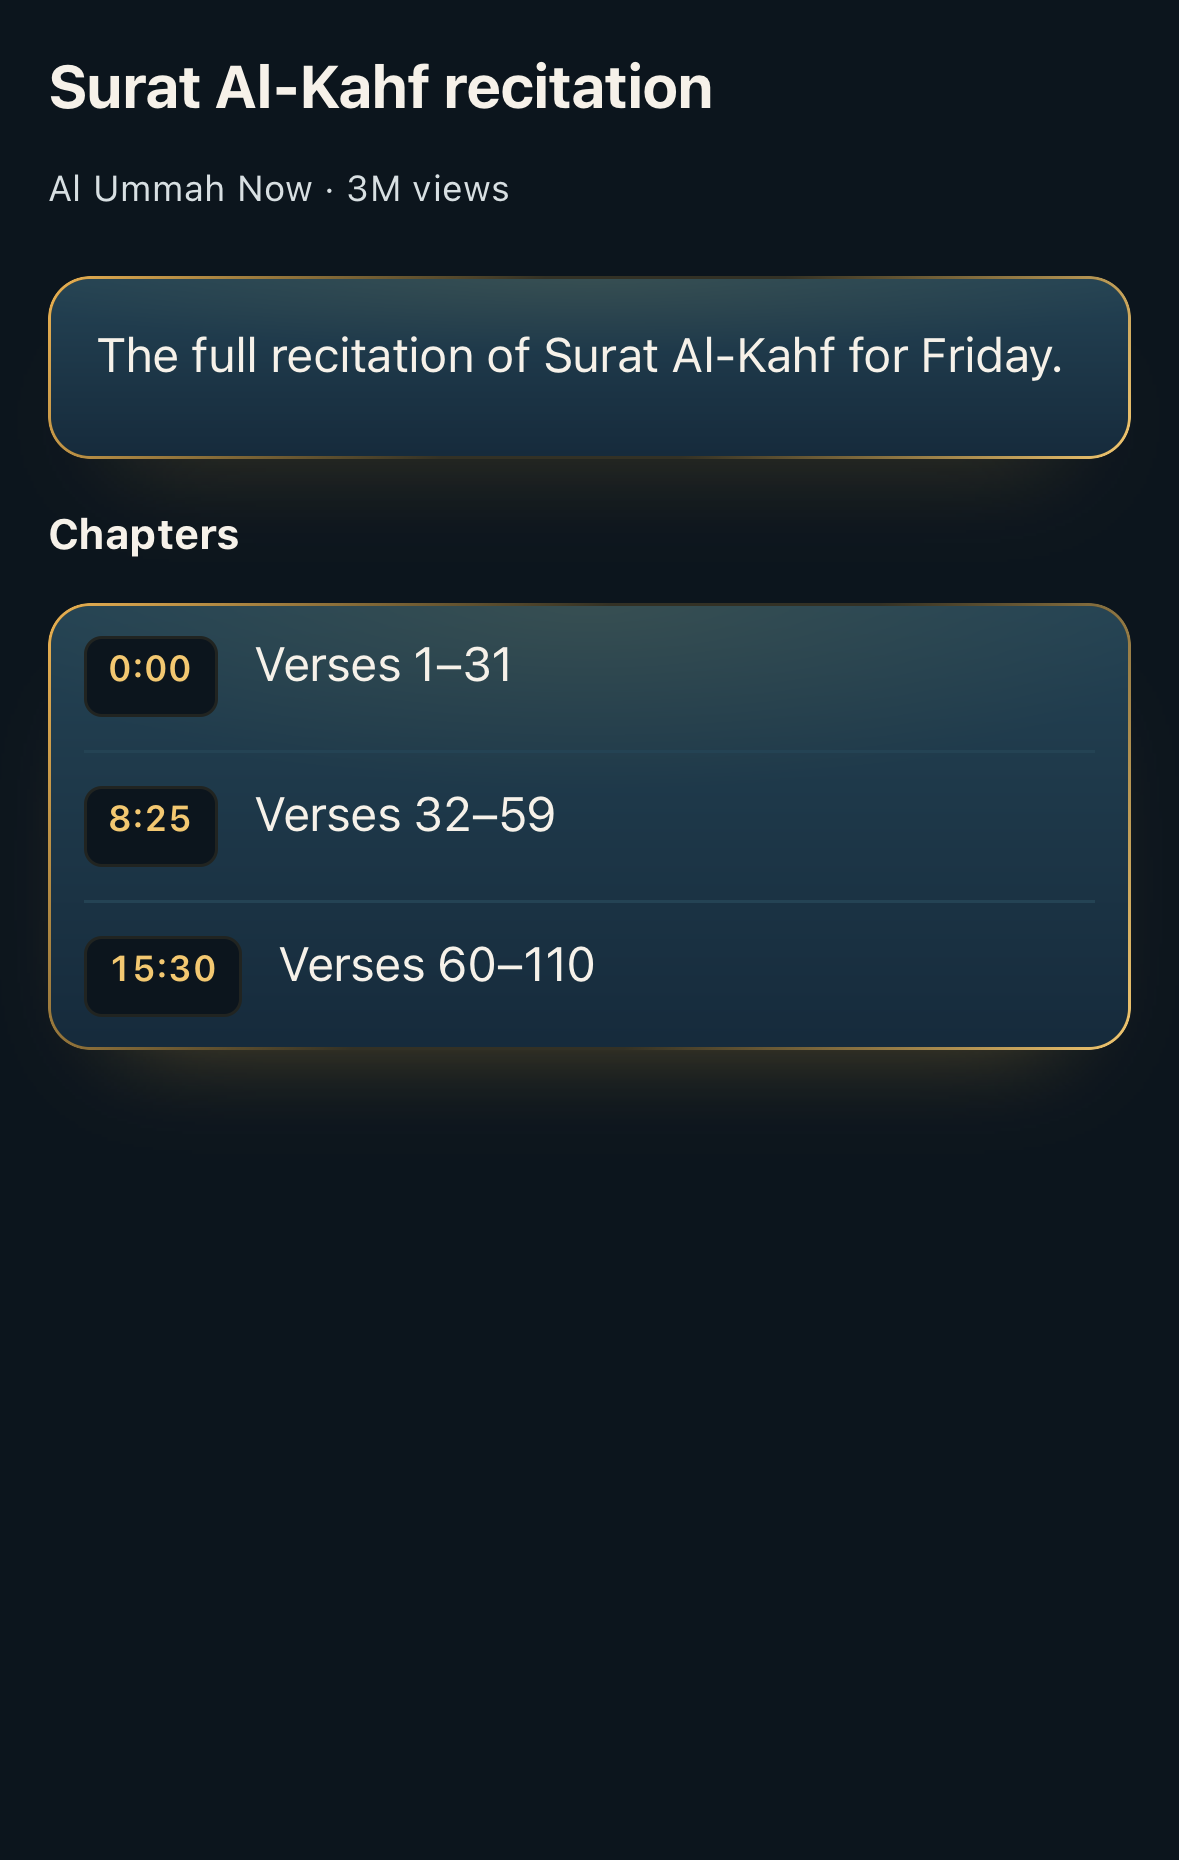 Surat Al-Kahf recitation
Al Ummah Now · 3M views
The full recitation of Surat Al-Kahf for Friday.
Chapters
0:00 Verses 1–31
8:25 Verses 32–59
15:30 Verses 60–110